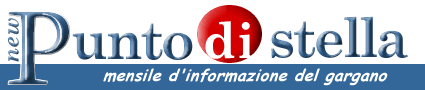 new Punto di stella
mensile d'informazione del gargano